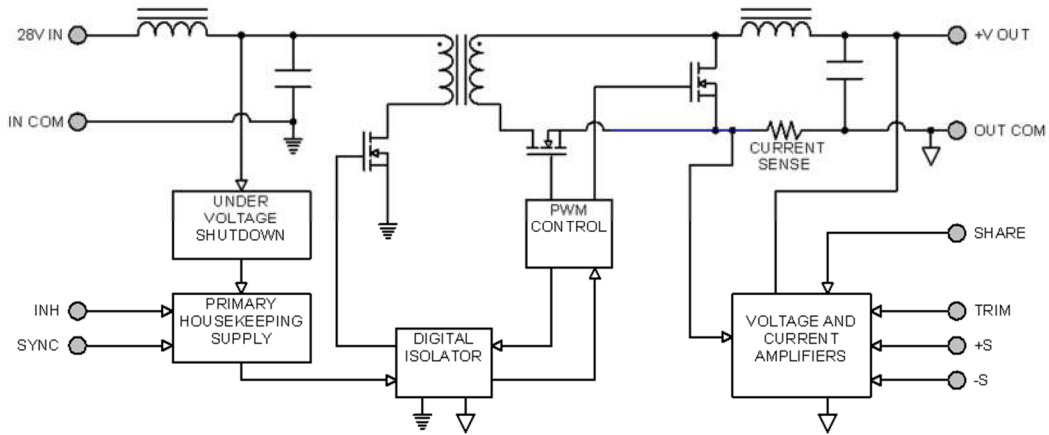 28V IN
+V OUT
IN COM
OUT COM
CURRENT
SENSE
UNDER
VOLTAGE
SHUTDOWN
PWM
CONTROL
SHARE
INH
SYNC
PRIMARY
HOUSEKEEPING
SUPPLY
DIGITAL
ISOLATOR
VOLTAGE AND
CURRENT
AMPLIFIERS
TRIM
+S
-S